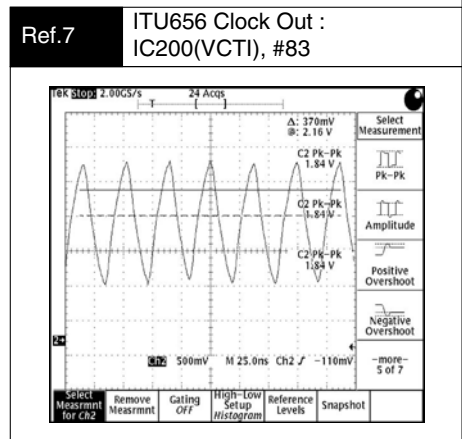 Ref.7
ITU656 Clock Out :
IC200(VCTI), #83
Tek Stop: 2.00GS/s
24 Acqs
T
Δ: 370mV
@: 2.16 V
C2 Pk-Pk
1.84 V
C2 Pk-Pk
1.84 V
C2 Pk-Pk
1.84 V
2→
Ch2 500mV M 25.0ns Ch2 ∫ -110mV
Select
Measurement
Pk-Pk
Amplitude
Positive
Overshoot
Negative
Overshoot
-more-
5 of 7
Select
Measrmnt
for Ch2
Remove
Measrmnt
Gating
OFF
High-Low
Setup
Histogram
Reference
Levels
Snapshot